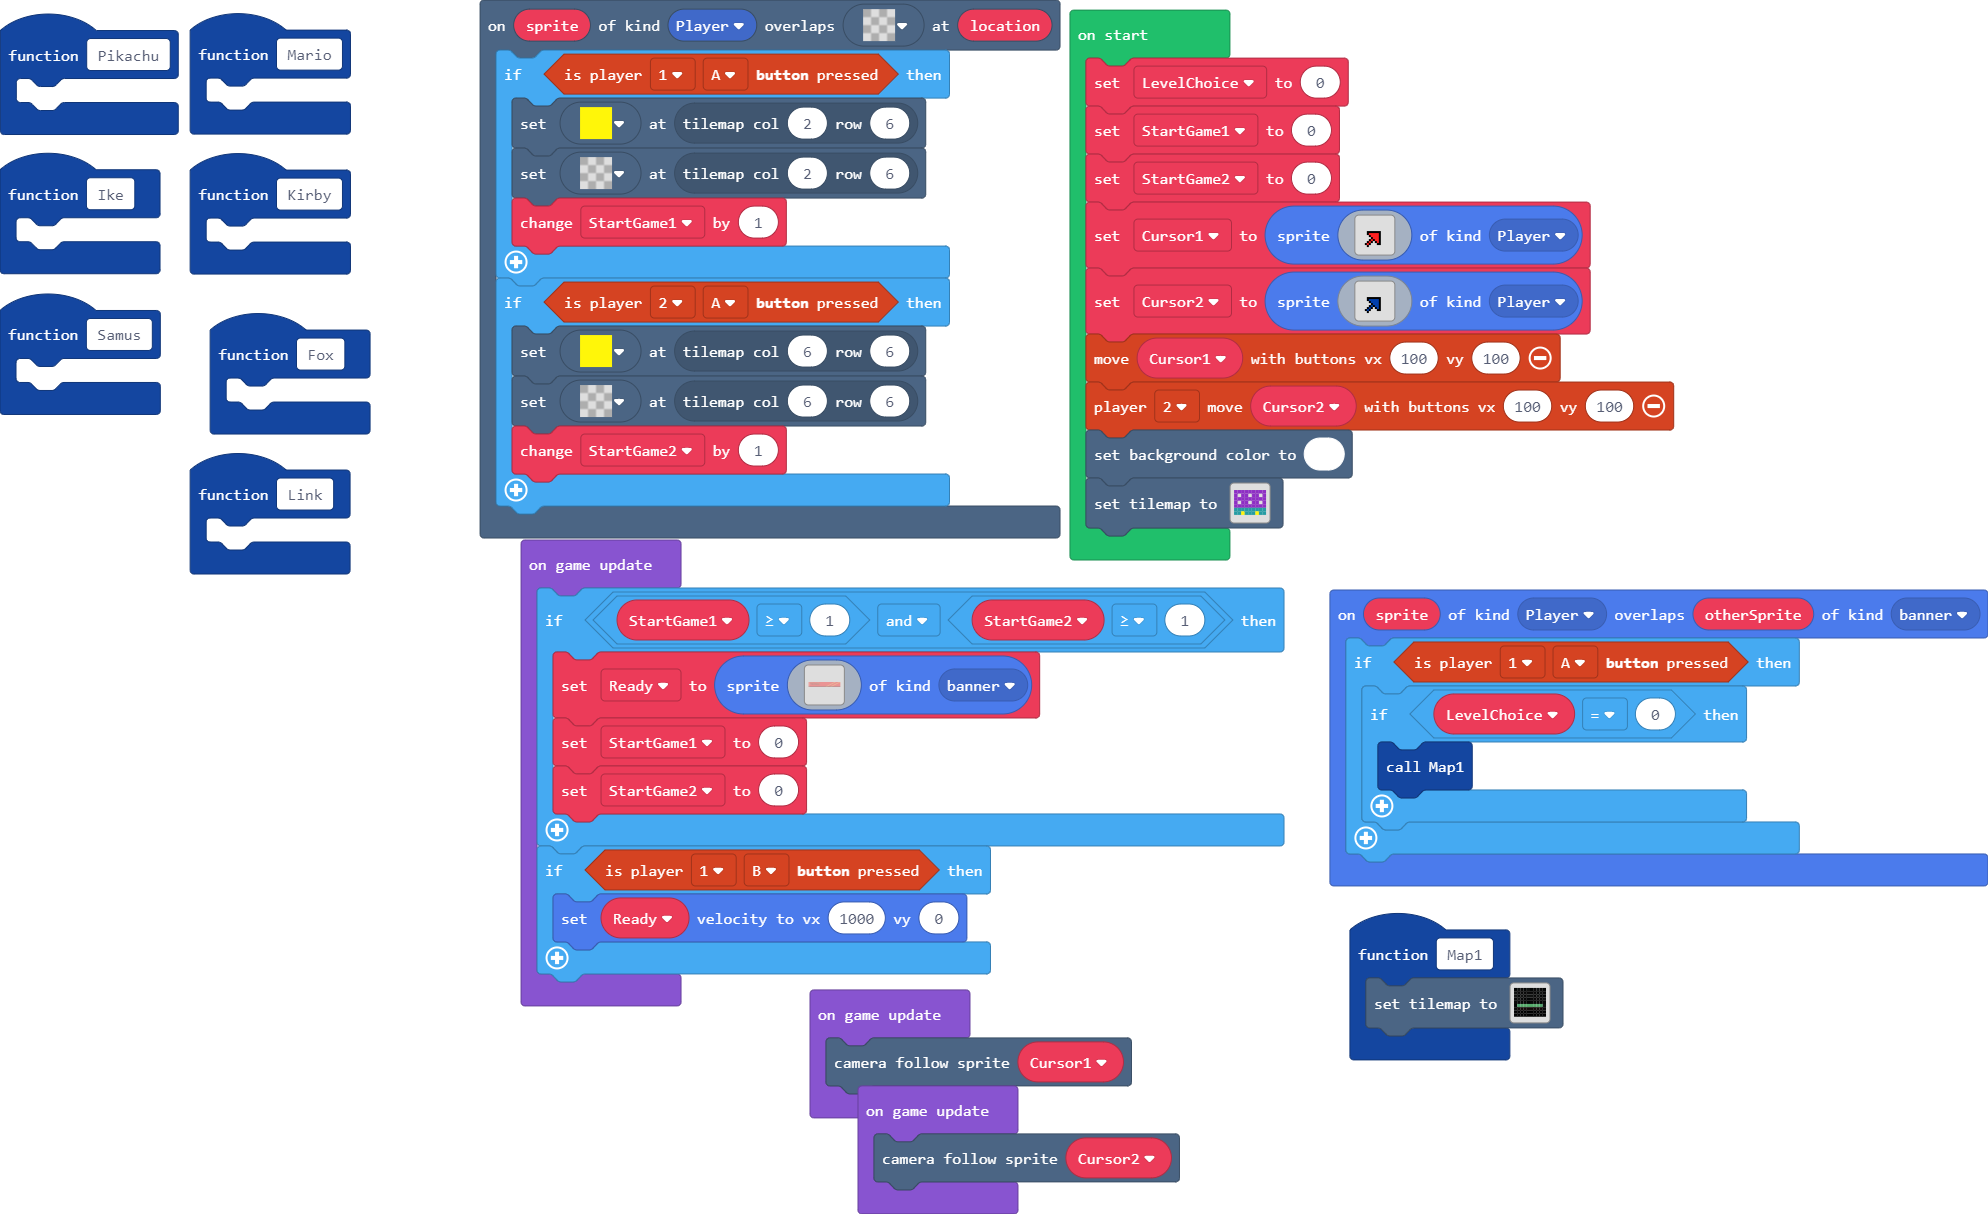 function Pikachu
function Mario
function Ike
function Kirby
function Samus
function Fox
function Link
on sprite of kind Player overlaps at location
if is player 1 A button pressed then
set at tilemap col 2 row 6
set at tilemap col 2 row 6
change StartGame1 by 1
if is player 2 A button pressed then
set at tilemap col 6 row 6
set at tilemap col 6 row 6
change StartGame2 by 1
on start
set LevelChoice to 0
set StartGame1 to 0
set StartGame2 to 0
set Cursor1 to sprite of kind Player
set Cursor2 to sprite of kind Player
move Cursor1 with buttons vx 100 vy 100
player 2 move Cursor2 with buttons vx 100 vy 100
set background color to
set tilemap to
on game update
if StartGame1 ≥ 1 and StartGame2 ≥ 1 then
set Ready to sprite of kind banner
set StartGame1 to 0
set StartGame2 to 0
if is player 1 B button pressed then
set Ready velocity to vx 1000 vy 0
on sprite of kind Player overlaps otherSprite of kind banner
if is player 1 A button pressed then
if LevelChoice = 0 then
call Map1
function Map1
set tilemap to
on game update
camera follow sprite Cursor1
on game update
camera follow sprite Cursor2